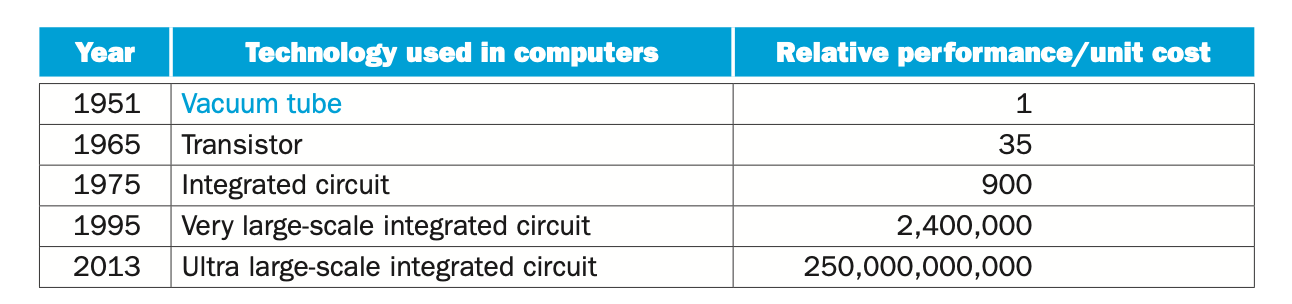 Year Technology used in computers Relative performance/unit cost
1951 Vacuum tube 1
1965 Transistor 35
1975 Integrated circuit 900
1995 Very large-scale integrated circuit 2,400,000
2013 Ultra large-scale integrated circuit 250,000,000,000